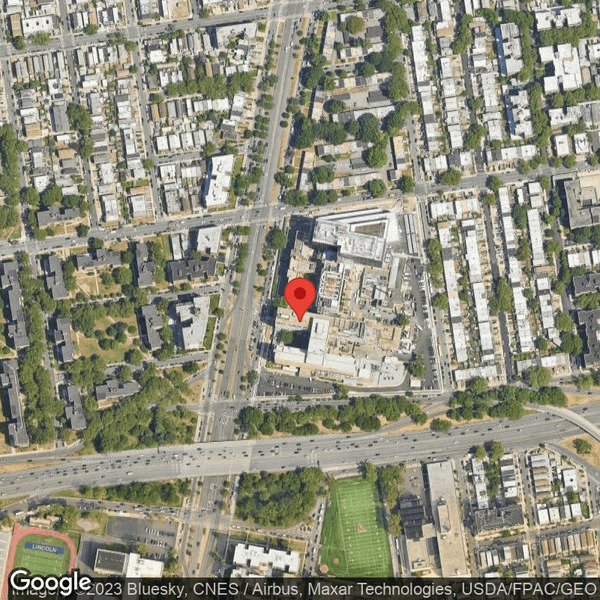 LINCOLN
Google
Imagery ©2023 Bluesky, CNES / Airbus, Maxar Technologies, USDA/FPAC/GEO